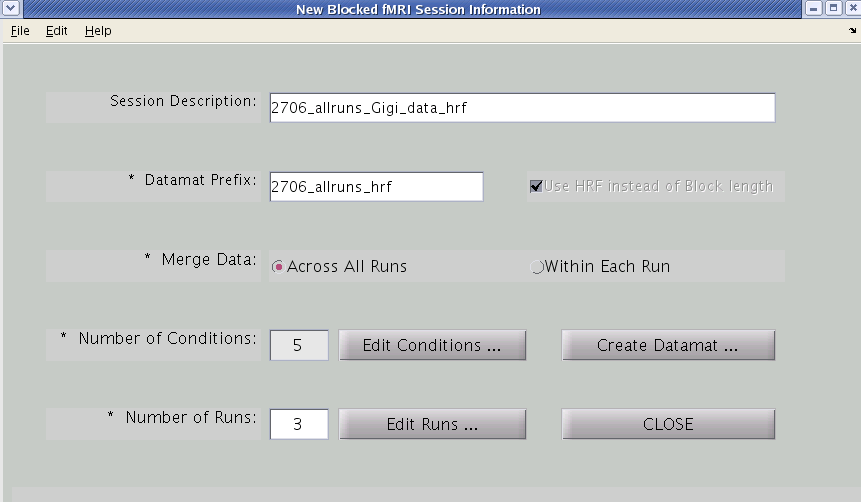 New Blocked fMRI Session Information
File Edit Help
Session Description: 2706_allruns_Gigi_data_hrf
* Datamat Prefix: 2706_allruns_hrf Use HRF instead of Block length
* Merge Data: Across All Runs Within Each Run
* Number of Conditions: 5 Edit Conditions ... Create Datamat ...
* Number of Runs: 3 Edit Runs ... CLOSE